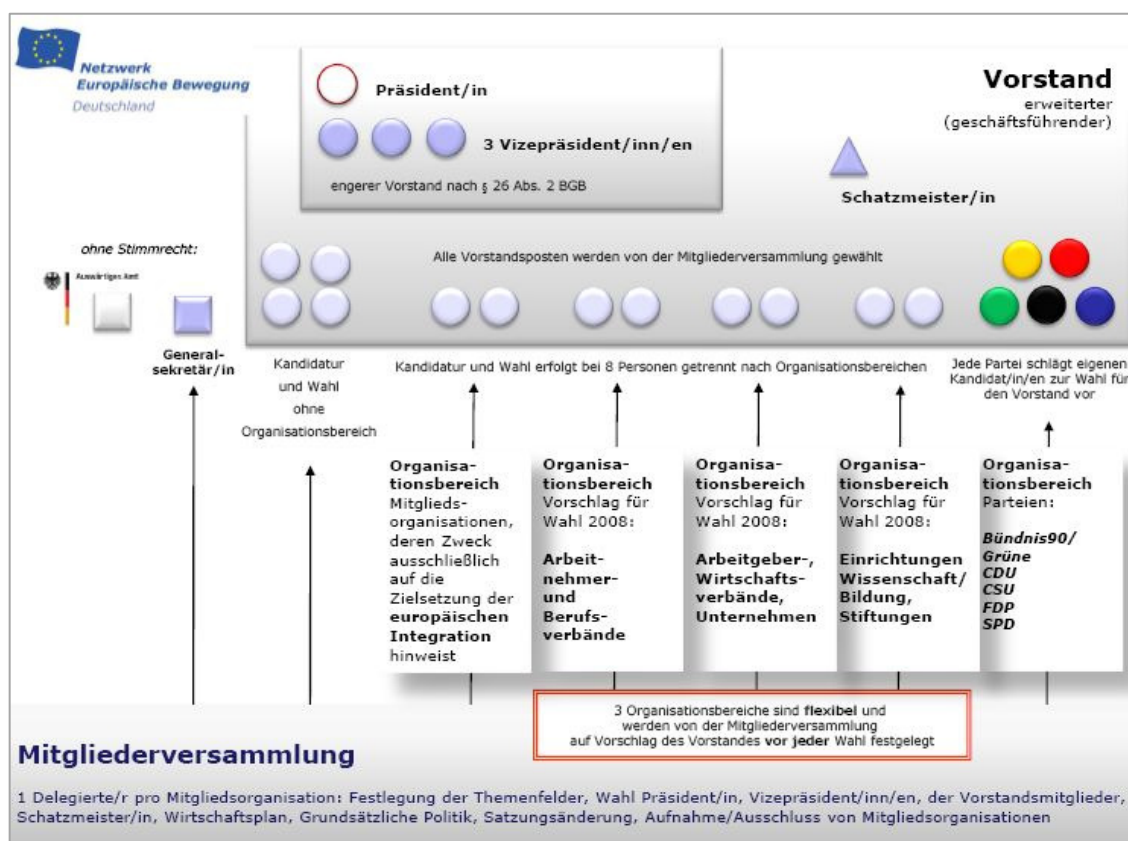 Netzwerk
Europäische Bewegung
Deutschland
Präsident/in
3 Vizepräsident/inn/en
engerer Vorstand nach § 26 Abs. 2 BGB
Vorstand
erweiterter
(geschäftsführender)
Schatzmeister/in
ohne Stimmrecht:
Auswärtiges Amt
General-
sekretär/in
Alle Vorstandsposten werden von der Mitgliederversammlung gewählt
Kandidatur
und Wahl
ohne
Organisationsbereich
Kandidatur und Wahl erfolgt bei 8 Personen getrennt nach Organisationsbereichen
Jede Partei schlägt eigenen
Kandidat/in/en zur Wahl für
den Vorstand vor
Organisa-
tionsbereich
Mitglieds-
organisationen,
deren Zweck
ausschließlich
auf die
Zielsetzung der
europäischen
Integration
hinweist
Organisa-
tionsbereich
Vorschlag für
Wahl 2008:
Arbeit-
nehmer-
und
Berufs-
verbände
Organisa-
tionsbereich
Vorschlag für
Wahl 2008:
Arbeitgeber-,
Wirtschafts-
verbände,
Unternehmen
Organisa-
tionsbereich
Vorschlag für
Wahl 2008:
Einrichtungen
Wissenschaft/
Bildung,
Stiftungen
Organisa-
tionsbereich
Parteien:
Bündnis90/
Grüne
CDU
CSU
FDP
SPD
3 Organisationsbereiche sind flexibel und
werden von der Mitgliederversammlung
auf Vorschlag des Vorstandes vor jeder Wahl festgelegt
Mitgliederversammlung
1 Delegierte/r pro Mitgliedsorganisation: Festlegung der Themenfelder, Wahl Präsident/in, Vizepräsident/inn/en, der Vorstandsmitglieder,
Schatzmeister/in, Wirtschaftsplan, Grundsätzliche Politik, Satzungsänderung, Aufnahme/Ausschluss von Mitgliedsorganisationen